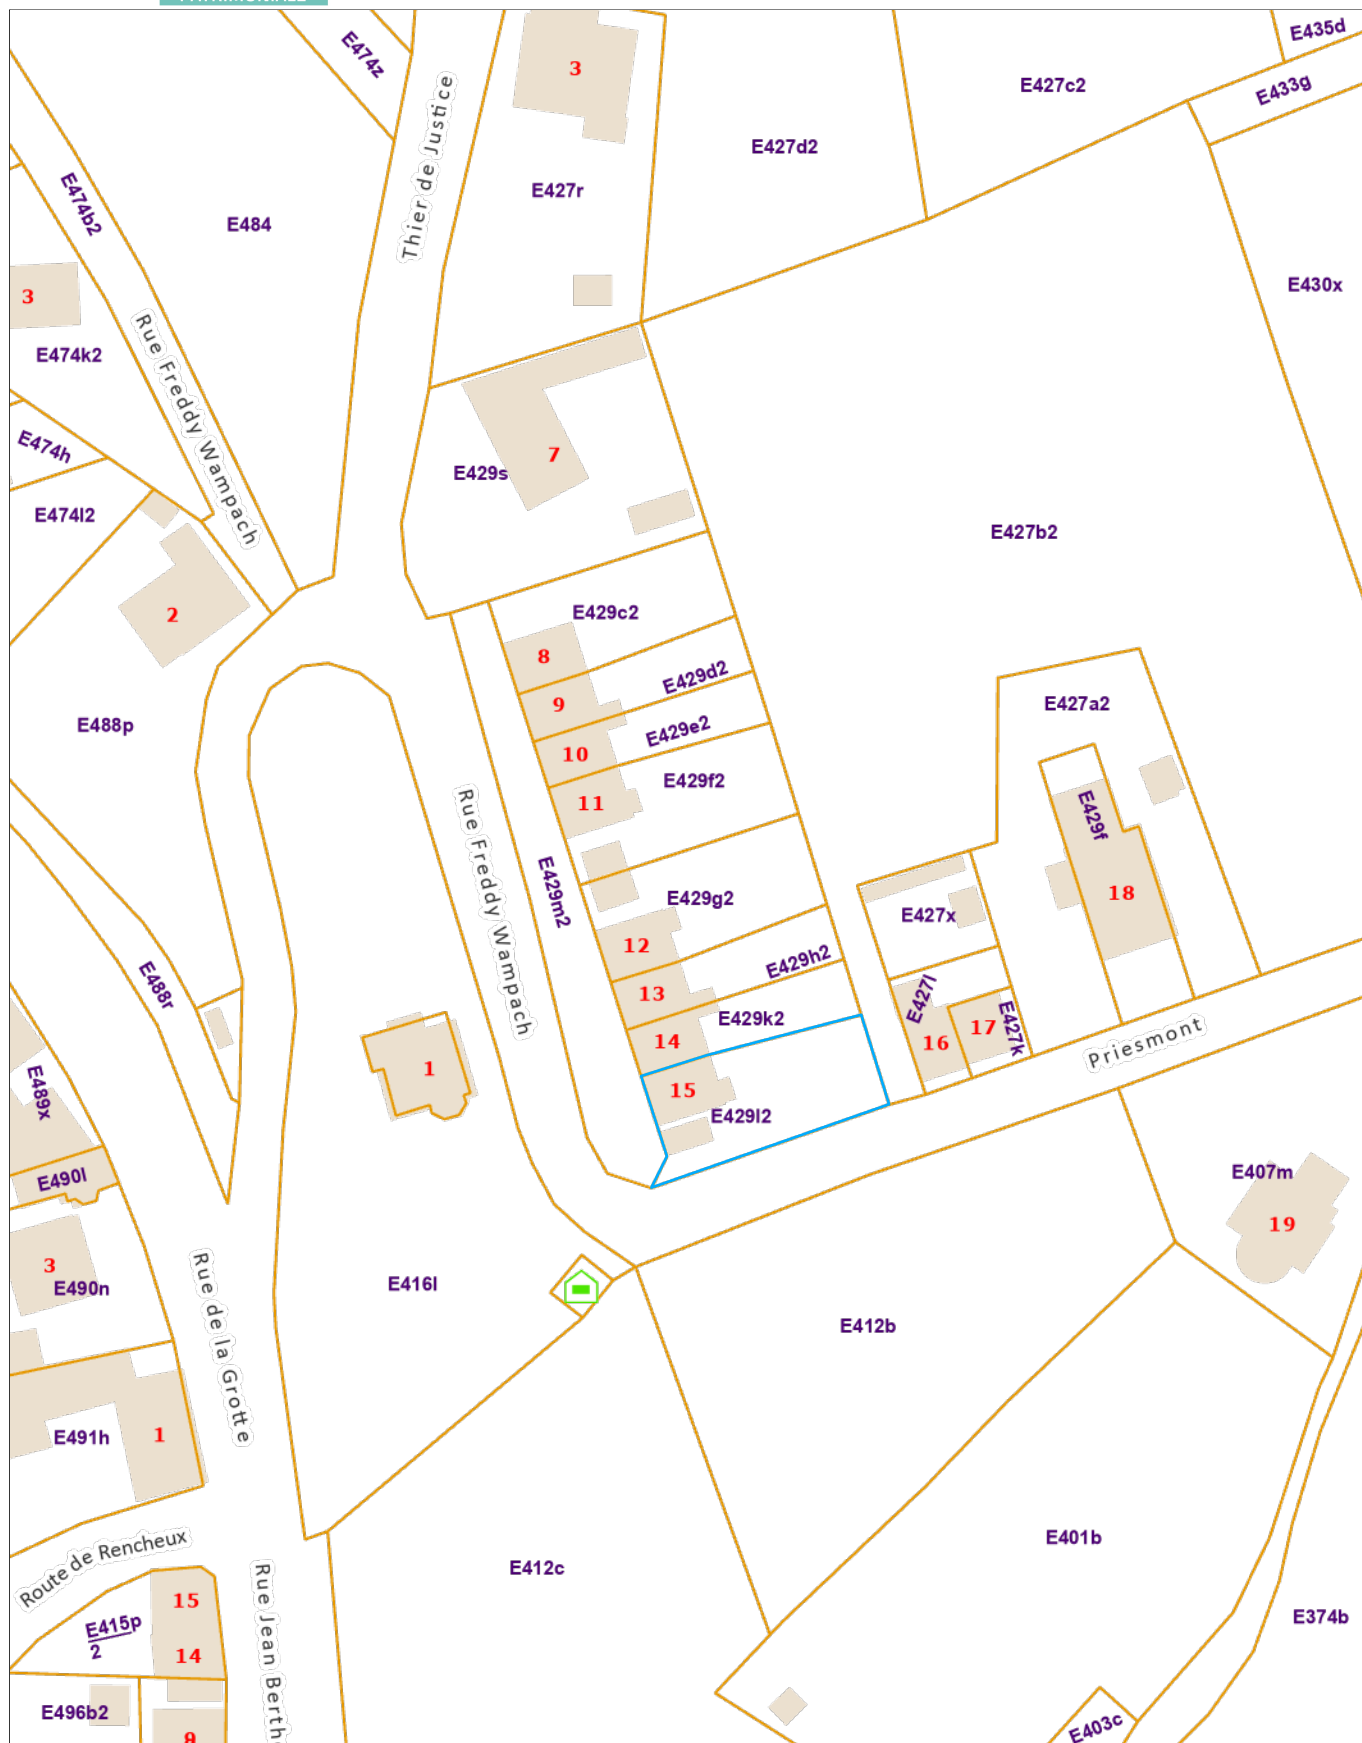 E435d
E474z
3
E427c2
E433g
Thier de Justice
E427d2
E427r
E474b2
E484
E430x
3
E474k2
Rue Freddy Wampach
E474h
7
E429s
E474l2
E427b2
2
E429c2
8
E429d2
9
E427a2
E488p
E429e2
10
E429f2
11
E429f
Rue Freddy Wampach
E429m2
18
E429g2
E427x
12
E429h2
E488r
13
E427l
E429k2
17
E427k
14
16
Priesmont
1
15
E489x
E429l2
E407m
E490l
19
3
E490n
E416l
Rue de la Grotte
E412b
E491h
1
E401b
Route de Rencheux
E412c
15
E415p
2
14
E374b
Rue Jean Berth
E496b2
E403c